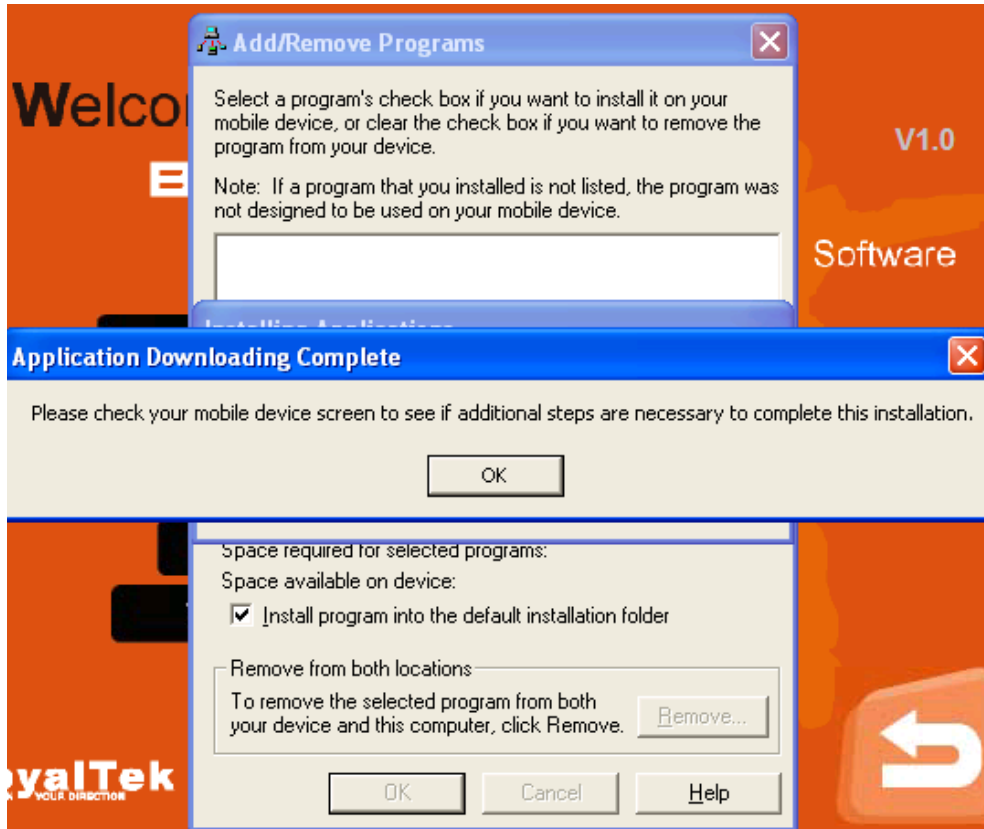 Add/Remove Programs
Welco
Select a program's check box if you want to install it on your
mobile device, or clear the check box if you want to remove the
program from your device.
V1.0
Note: If a program that you installed is not listed, the program was
not designed to be used on your mobile device.
Software
Installing Applications
Application Downloading Complete
Please check your mobile device screen to see if additional steps are necessary to complete this installation.
OK
Space required for selected programs:
Space available on device:
Install program into the default installation folder
Remove from both locations
To remove the selected program from both
your device and this computer, click Remove.
Remove...
oyalTek
YOUR DIRECTION
OK
Cancel
Help